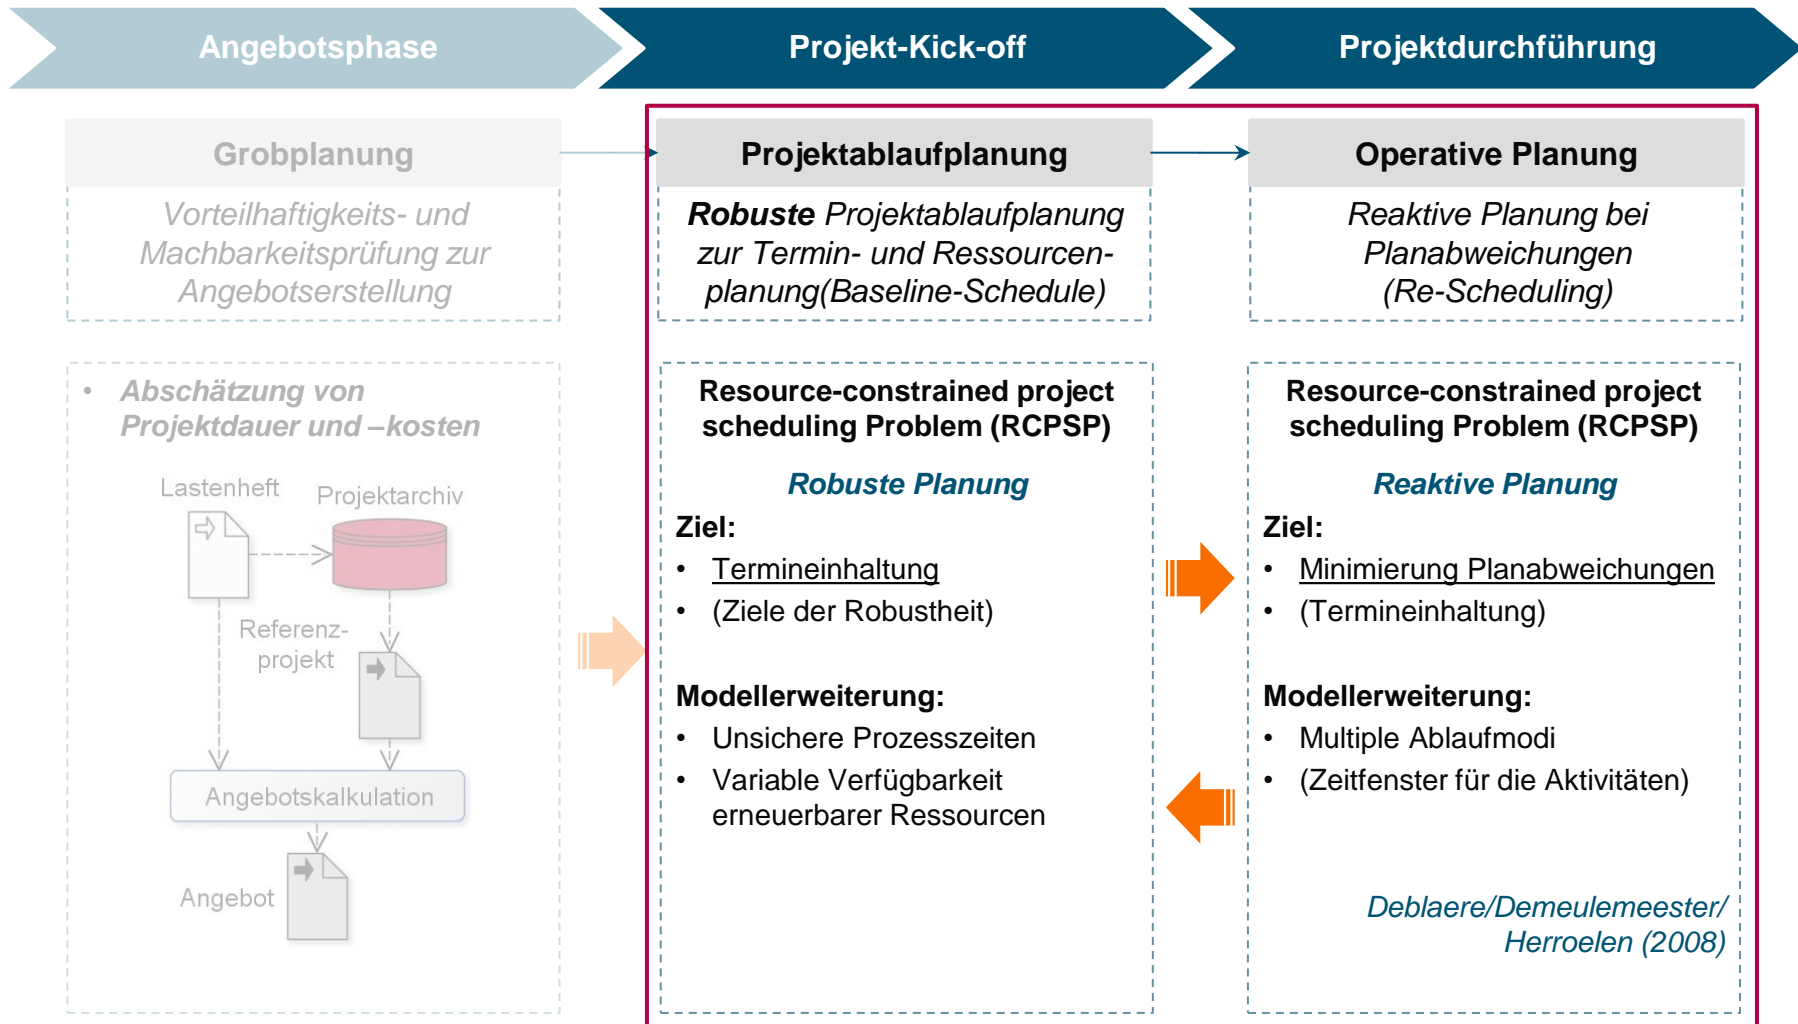 Angebotsphase
Projekt-Kick-off
Projektdurchführung
Grobplanung
Vorteilhaftigkeits- und
Machbarkeitsprüfung zur
Angebotserstellung
• Abschätzung von
Projektdauer und –kosten
Lastenheft
Projektarchiv
Referenz-
projekt
Angebotskalkulation
Angebot
Projektablaufplanung
Robuste Projektablaufplanung
zur Termin- und Ressourcen-
planung(Baseline-Schedule)
Resource-constrained project
scheduling Problem (RCPSP)
Robuste Planung
Ziel:
• Termineinhaltung
• (Ziele der Robustheit)
Modellerweiterung:
• Unsichere Prozesszeiten
• Variable Verfügbarkeit
erneuerbarer Ressourcen
Operative Planung
Reaktive Planung bei
Planabweichungen
(Re-Scheduling)
Resource-constrained project
scheduling Problem (RCPSP)
Reaktive Planung
Ziel:
• Minimierung Planabweichungen
• (Termineinhaltung)
Modellerweiterung:
• Multiple Ablaufmodi
• (Zeitfenster für die Aktivitäten)
Deblaere/Demeulemeester/
Herroelen (2008)